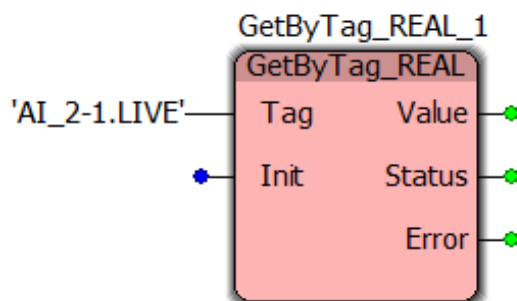 GetByTag_REAL_1
GetByTag_REAL
'AI_2-1.LIVE' Tag Value
Init Status
Error